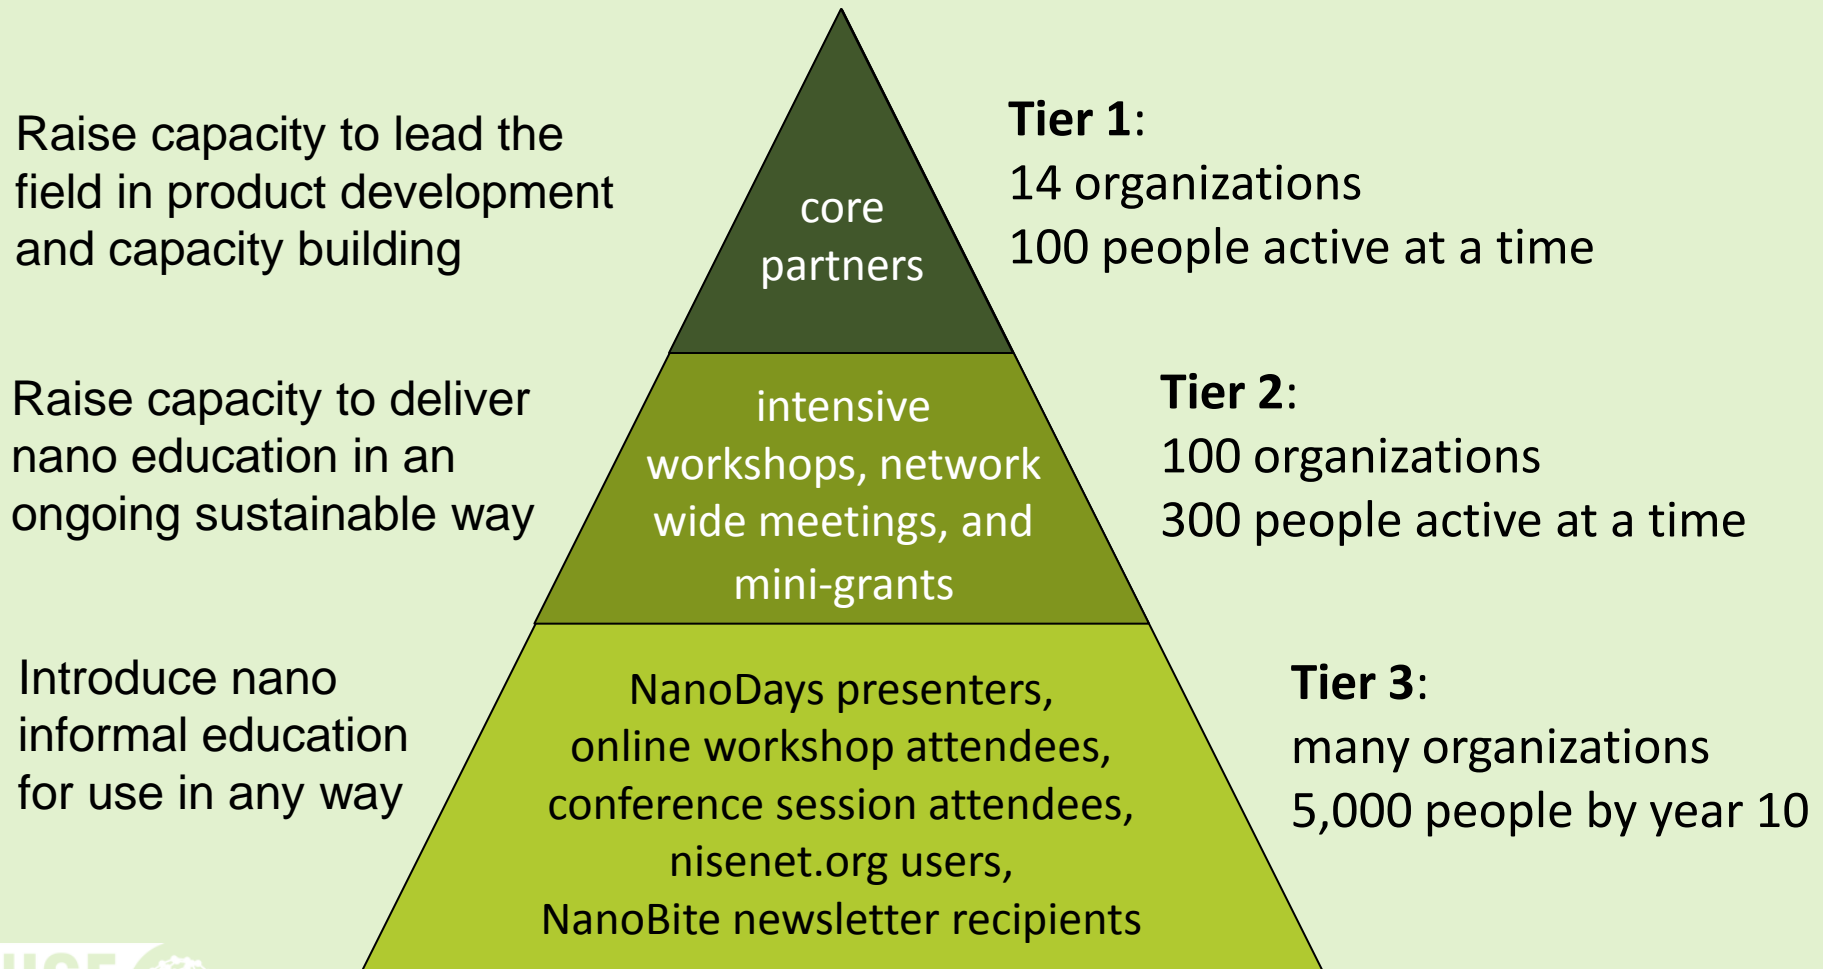 Raise capacity to lead the
field in product development
and capacity building
core
partners
Tier 1:
14 organizations
100 people active at a time
Raise capacity to deliver
nano education in an
ongoing sustainable way
intensive
workshops, network
wide meetings, and
mini-grants
Tier 2:
100 organizations
300 people active at a time
Introduce nano
informal education
for use in any way
NanoDays presenters,
online workshop attendees,
conference session attendees,
nisenet.org users,
NanoBite newsletter recipients
Tier 3:
many organizations
5,000 people by year 10